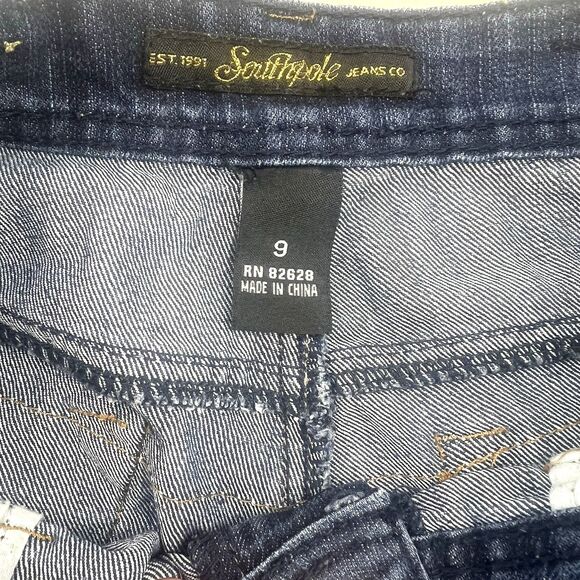 EST. 1991 Southpole JEANS CO
9
RN 82628
MADE IN CHINA